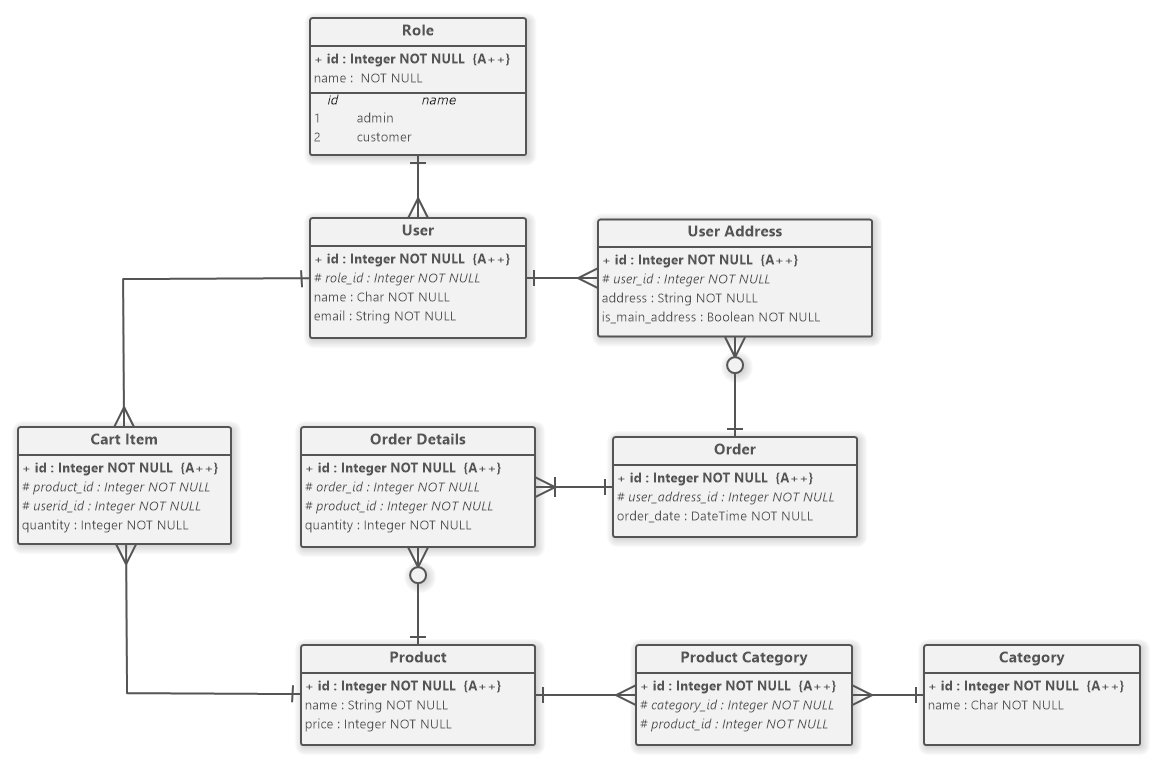 Role
+ id : Integer NOT NULL  {A++}
name :  NOT NULL
id name
1 admin
2 customer
User
+ id : Integer NOT NULL  {A++}
# role_id : Integer NOT NULL
name : Char NOT NULL
email : String NOT NULL
User Address
+ id : Integer NOT NULL  {A++}
# user_id : Integer NOT NULL
address : String NOT NULL
is_main_address : Boolean NOT NULL
Cart Item
+ id : Integer NOT NULL  {A++}
# product_id : Integer NOT NULL
# userid_id : Integer NOT NULL
quantity : Integer NOT NULL
Order Details
+ id : Integer NOT NULL  {A++}
# order_id : Integer NOT NULL
# product_id : Integer NOT NULL
quantity : Integer NOT NULL
Order
+ id : Integer NOT NULL  {A++}
# user_address_id : Integer NOT NULL
order_date : DateTime NOT NULL
Product
+ id : Integer NOT NULL  {A++}
name : String NOT NULL
price : Integer NOT NULL
Product Category
+ id : Integer NOT NULL  {A++}
# category_id : Integer NOT NULL
# product_id : Integer NOT NULL
Category
+ id : Integer NOT NULL  {A++}
name : Char NOT NULL